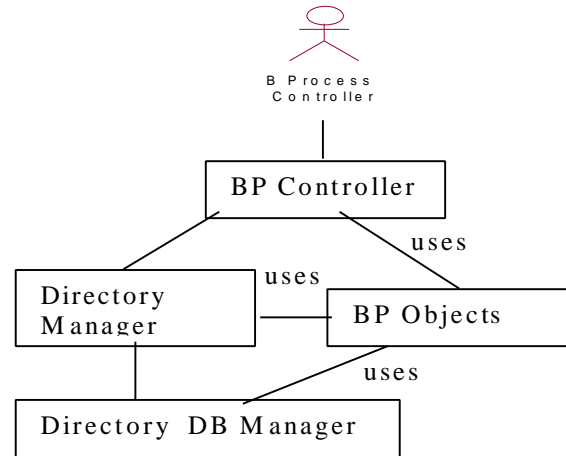 B Process
Controller
BP Controller
uses
uses
Directory
Manager
BP Objects
uses
Directory DB Manager